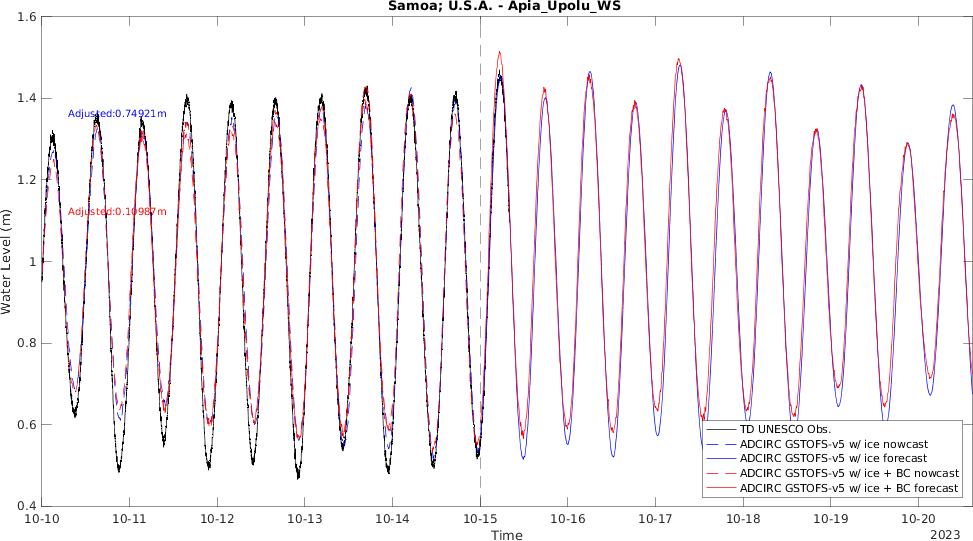 Samoa; U.S.A. - Apia_Upolu_WS
1.6
1.4
1.2
1
0.8
0.6
0.4
Water Level (m)
Adjusted:0.74921m
Adjusted:0.10987m
TD UNESCO Obs.
ADCIRC GSTOFS-v5 w/ ice nowcast
ADCIRC GSTOFS-v5 w/ ice forecast
ADCIRC GSTOFS-v5 w/ ice + BC nowcast
ADCIRC GSTOFS-v5 w/ ice + BC forecast
10-10 10-11 10-12 10-13 10-14 10-15 10-16 10-17 10-18 10-19 10-20
Time
2023